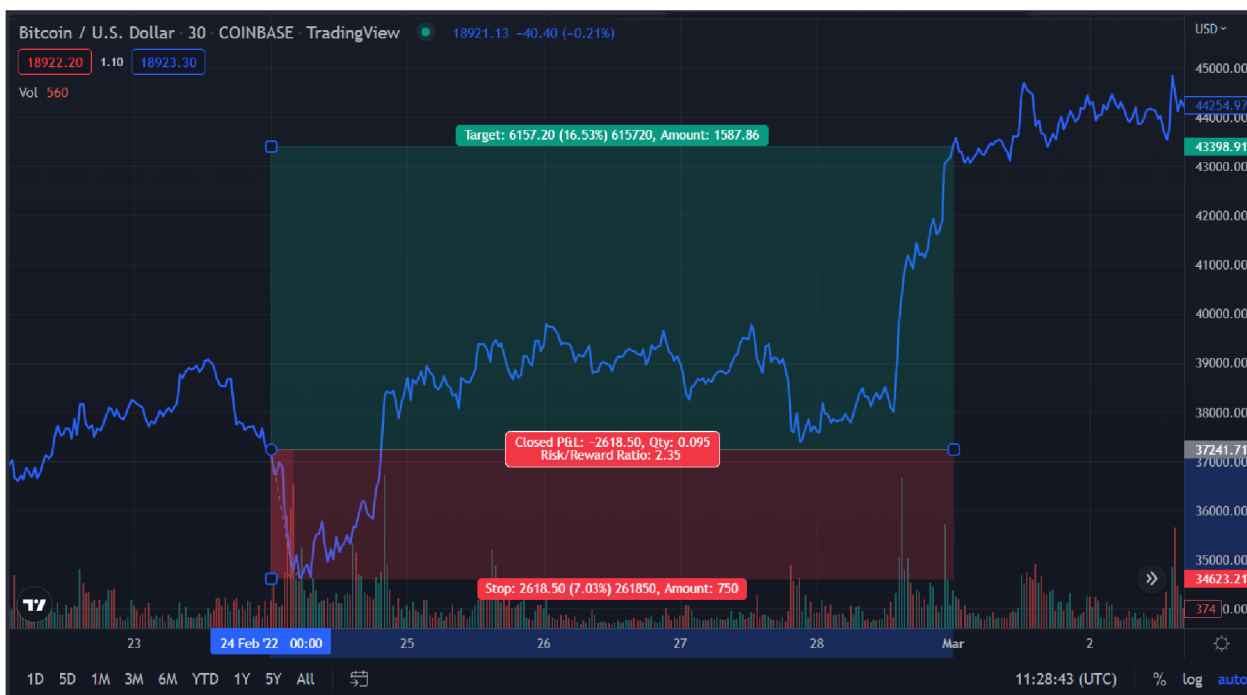 Bitcoin / U.S. Dollar · 30 · COINBASE · TradingView 18921.13 −40.40 (−0.21%)
18922.20 1.10 18923.30
Vol 560
USD
45000.00
44254.97
44000.00
43398.91
43000.00
42000.00
41000.00
40000.00
39000.00
38000.00
37241.71
37000.00
36000.00
35000.00
34623.21
374
0.00
Target: 6157.20 (16.53%) 615720, Amount: 1587.86
Closed P&L: −2618.50, Qty: 0.095
Risk/Reward Ratio: 2.35
Stop: 2618.50 (7.03%) 261850, Amount: 750
23 24 Feb '22 00:00 25 26 27 28 Mar 2
1D 5D 1M 3M 6M YTD 1Y 5Y All 11:28:43 (UTC) % log auto